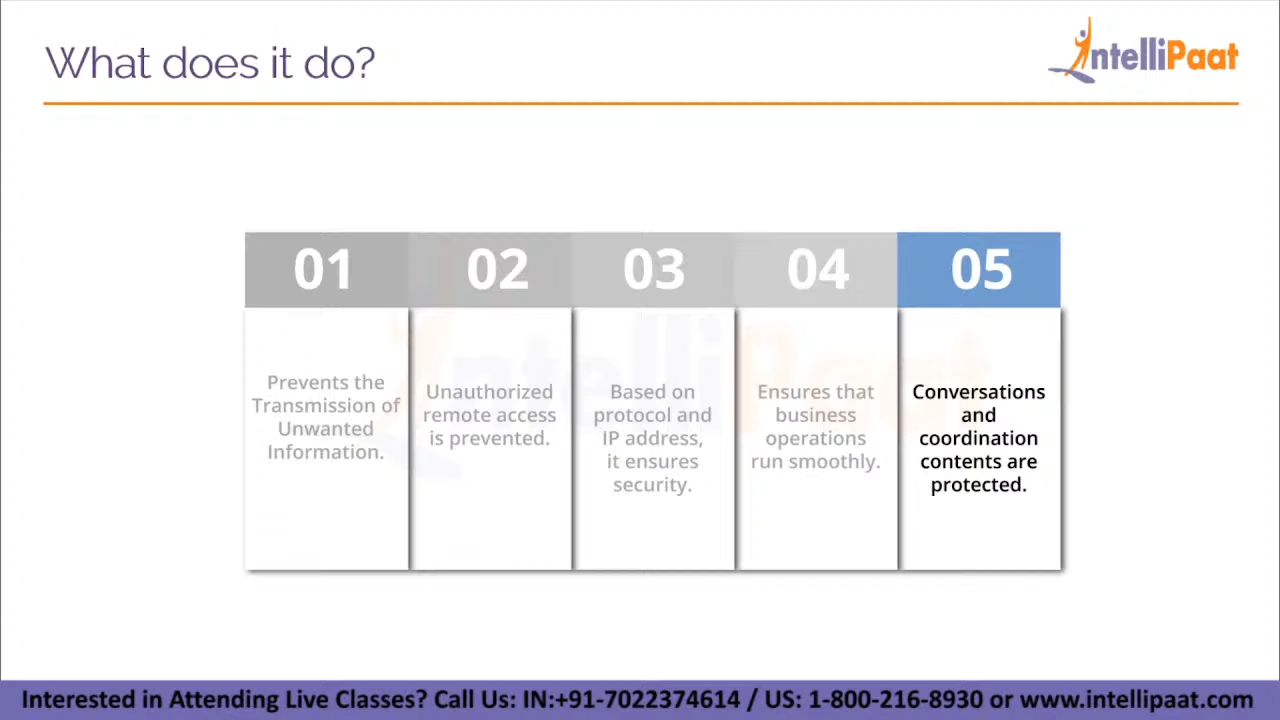 What does it do?
IntelliPaat
01
02
03
04
05
Prevents the
Transmission of
Unwanted
Information.
Unauthorized
remote access
is prevented.
Based on
protocol and
IP address,
it ensures
security.
Ensures that
business
operations
run smoothly.
Conversations
and
coordination
contents are
protected.
IntelliPaat
Interested in Attending Live Classes? Call Us: IN:+91-7022374614 / US: 1-800-216-8930 or www.intellipaat.com